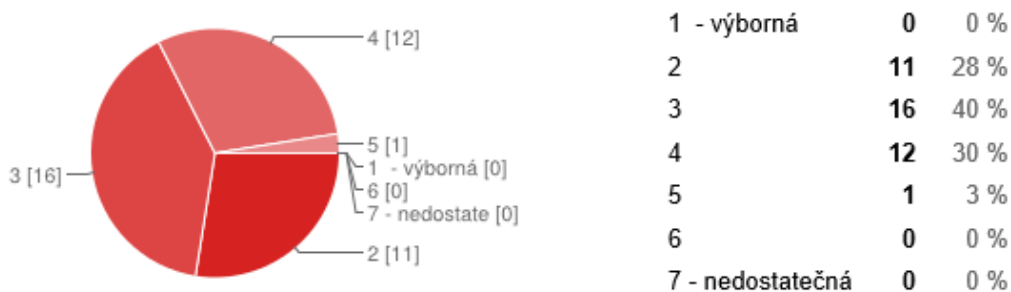 4 [12]
5 [1]
1 - výborná [0]
6 [0]
7 - nedostate [0]
3 [16]
2 [11]
1 - výborná 0 0 %
2 11 28 %
3 16 40 %
4 12 30 %
5 1 3 %
6 0 0 %
7 - nedostatečná 0 0 %